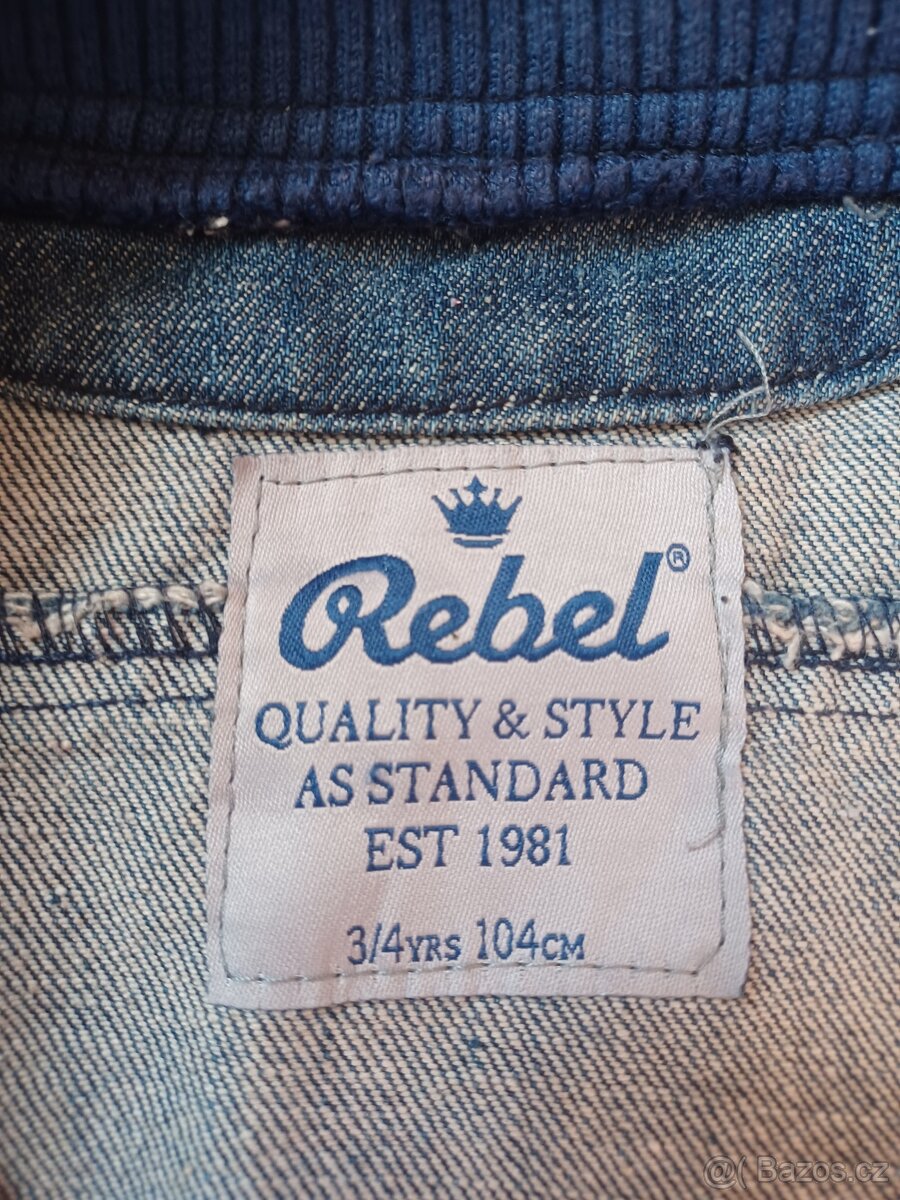 Rebel®
QUALITY & STYLE
AS STANDARD
EST 1981
3/4YRS 104CM
@( Bazos.cz